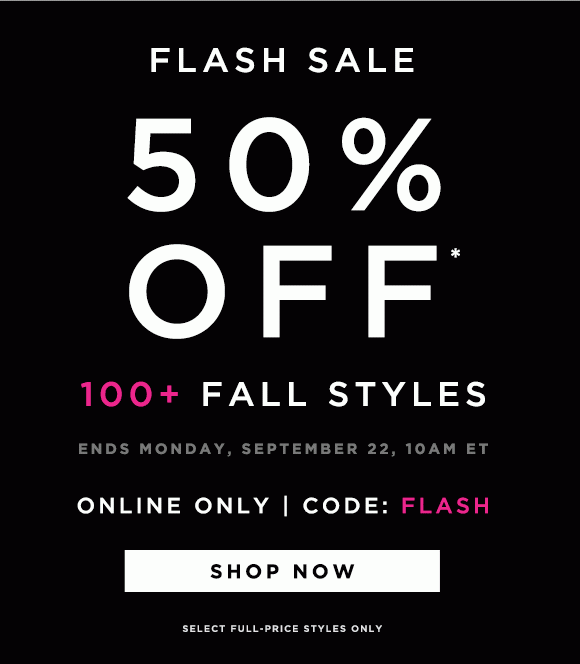 FLASH SALE
50%
OFF*
100+ FALL STYLES
ENDS MONDAY, SEPTEMBER 22, 10AM ET
ONLINE ONLY | CODE: FLASH
SHOP NOW
SELECT FULL-PRICE STYLES ONLY